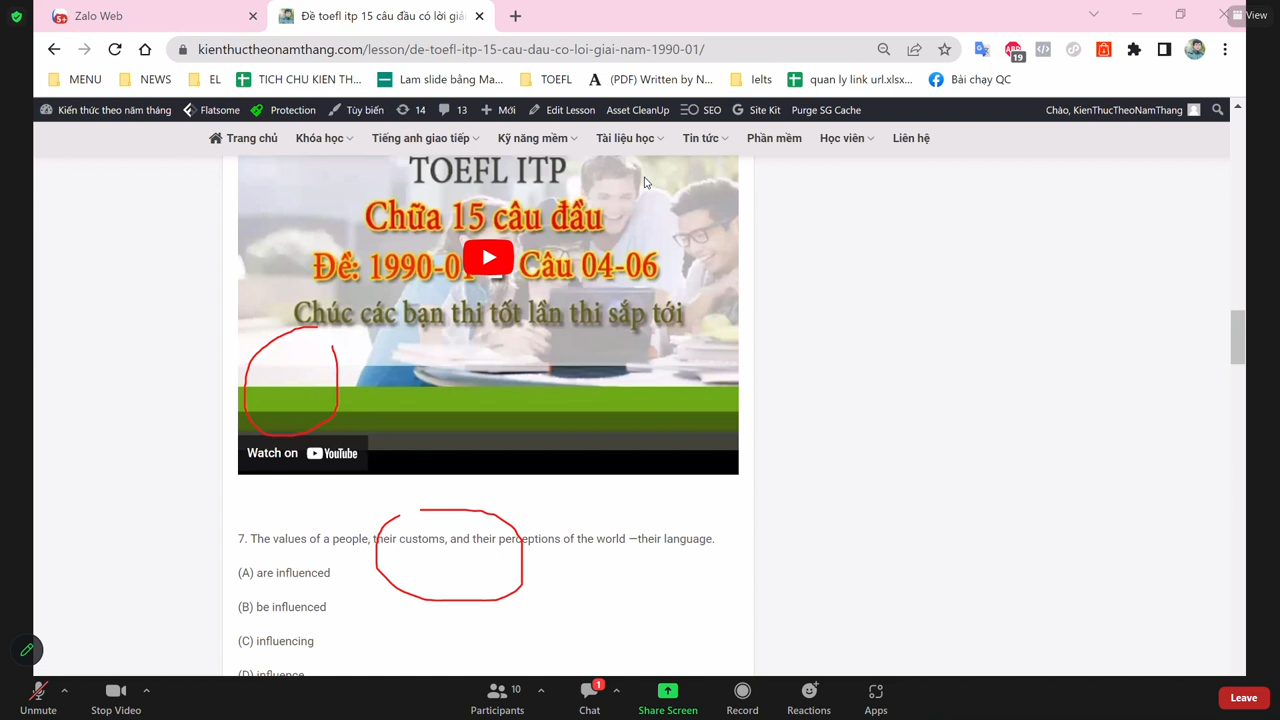 Zalo Web
5+
Đề toefl itp 15 câu đầu có lời giải
View
kienthuctheonamthang.com/lesson/de-toefl-itp-15-cau-dau-co-loi-giai-nam-1990-01/
19
MENU
NEWS
EL
TICH CHU KIEN TH...
Lam slide bằng Ma...
TOEFL
(PDF) Written by N...
Ielts
quan ly link url.xlsx...
Bài chạy QC
Kiến thức theo năm tháng
Flatsome
Protection
Tùy biến
14
13
Mới
Edit Lesson
Asset CleanUp
SEO
Site Kit
Purge SG Cache
Chào, KienThucTheoNamThang
Trang chủ
Khóa học
Tiếng anh giao tiếp
Kỹ năng mềm
Tài liệu học
Tin tức
Phần mềm
Học viên
Liên hệ
TOEFL ITP
Chữa 15 câu đầu
Đề: 1990-01 - Câu 04-06
Chúc các bạn thi tốt lần thi sắp tới
Watch on YouTube
7. The values of a people, their customs, and their perceptions of the world —their language.
(A) are influenced
(B) be influenced
(C) influencing
(D) influence
Unmute
Stop Video
10
Participants
1
Chat
Share Screen
Record
Reactions
Apps
Leave